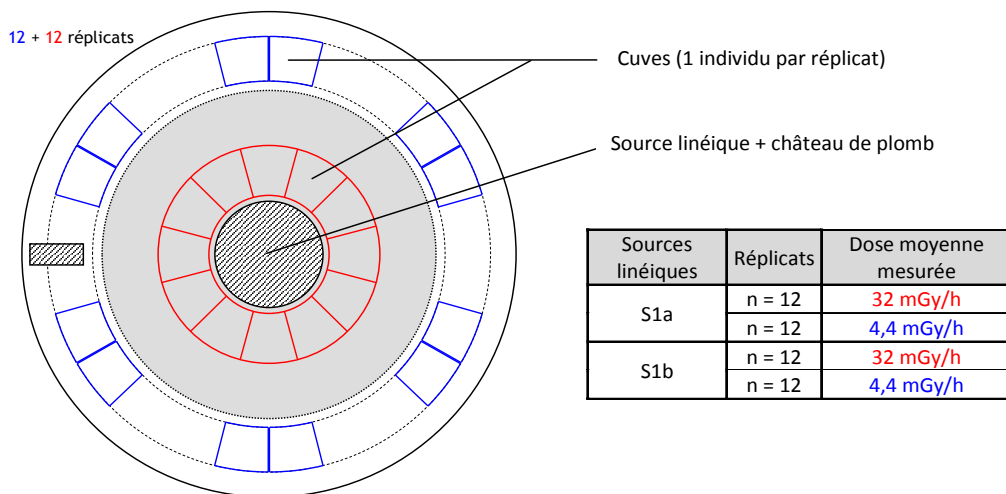 12 + 12 réplicats
Cuves (1 individu par réplicat)
Source linéique + château de plomb
Sources linéiques Réplicats Dose moyenne mesurée
S1a n = 12 32 mGy/h
n = 12 4,4 mGy/h
S1b n = 12 32 mGy/h
n = 12 4,4 mGy/h